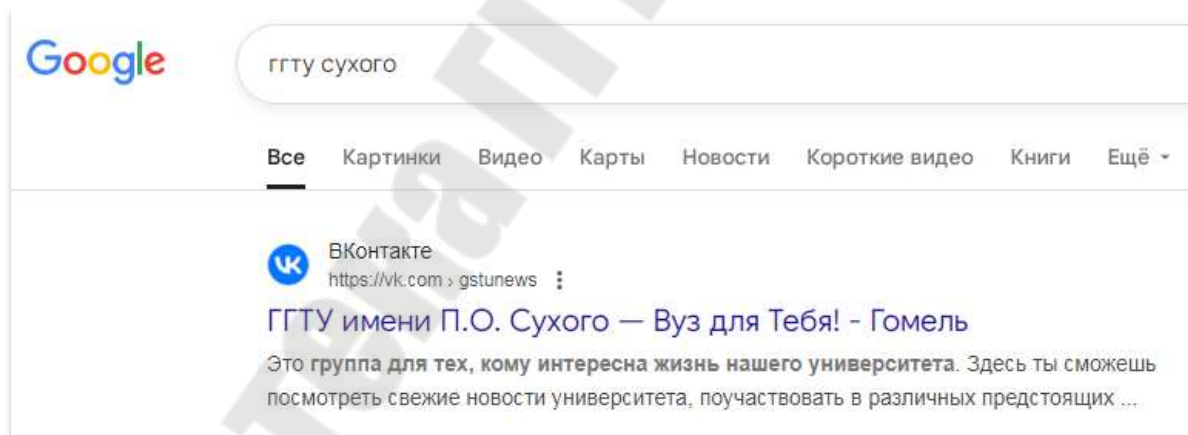 Google
ггту сухого
Все Картинки Видео Карты Новости Короткие видео Книги Ещё
ВКонтакте
https://vk.com › gstunews
ГГТУ имени П.О. Сухого — Вуз для Тебя! - Гомель
Это группа для тех, кому интересна жизнь нашего университета. Здесь ты сможешь
посмотреть свежие новости университета, поучаствовать в различных предстоящих ...